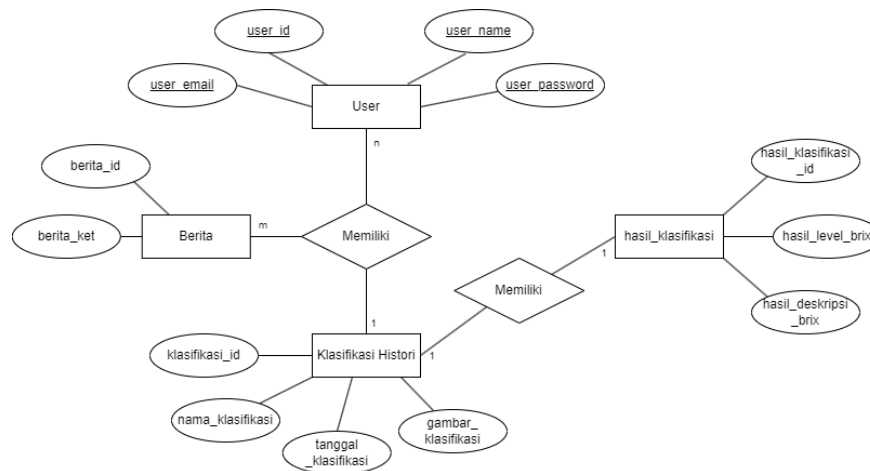 user_id
user_name
user_email
user_password
User
n
hasil_klasifikasi
_id
berita_id
berita_ket
Berita
m
Memiliki
hasil_klasifikasi
1
hasil_level_brix
Memiliki
hasil_deskripsi
_brix
1
klasifikasi_id
Klasifikasi Histori
1
nama_klasifikasi
gambar_
klasifikasi
tanggal
_klasifikasi